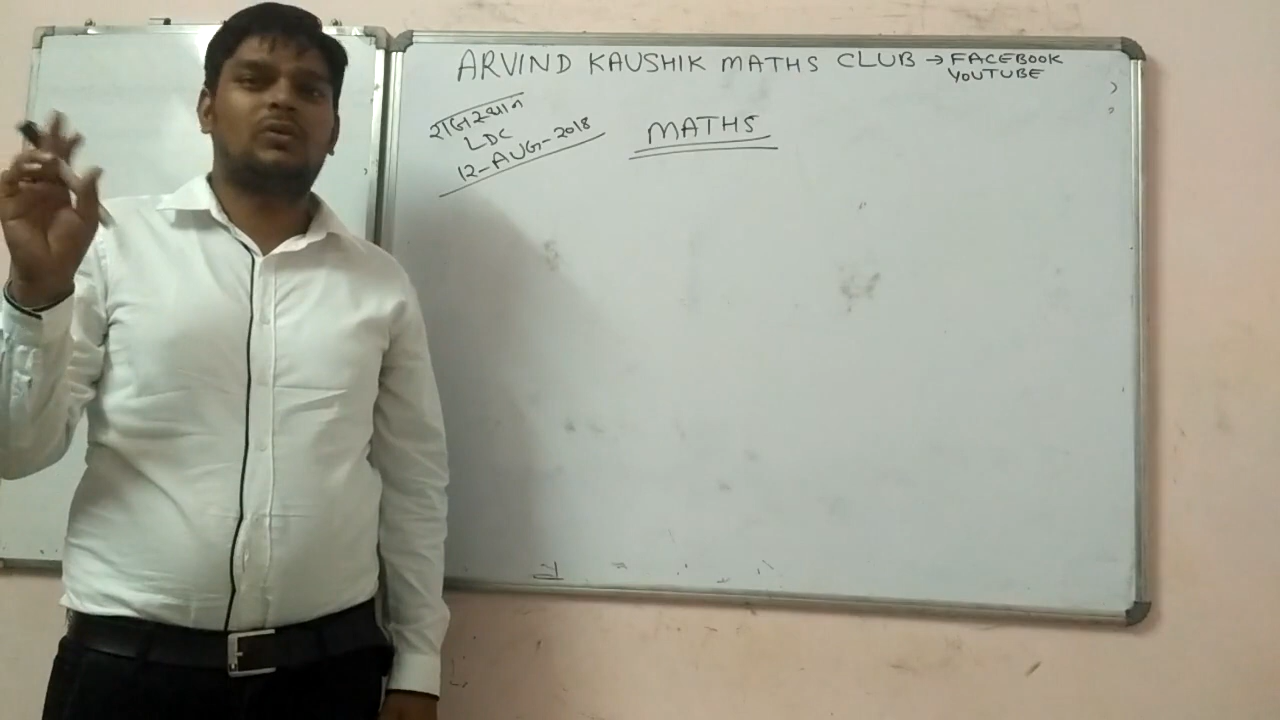 ARVIND KAUSHIK MATHS CLUB → FACEBOOK
YOUTUBE
राजस्थान
LDC
12-AUG-2018
MATHS